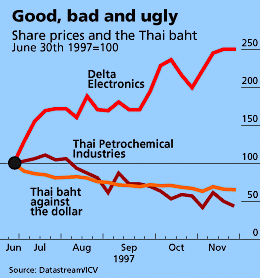 Good, bad and ugly
Share prices and the Thai baht
June 30th 1997=100
250
Delta
Electronics
200
150
Thai Petrochemical
Industries
100
Thai baht
against
the dollar
50
0
Jun Jul Aug Sep Oct Nov
1997
Source: Datastream/ICV